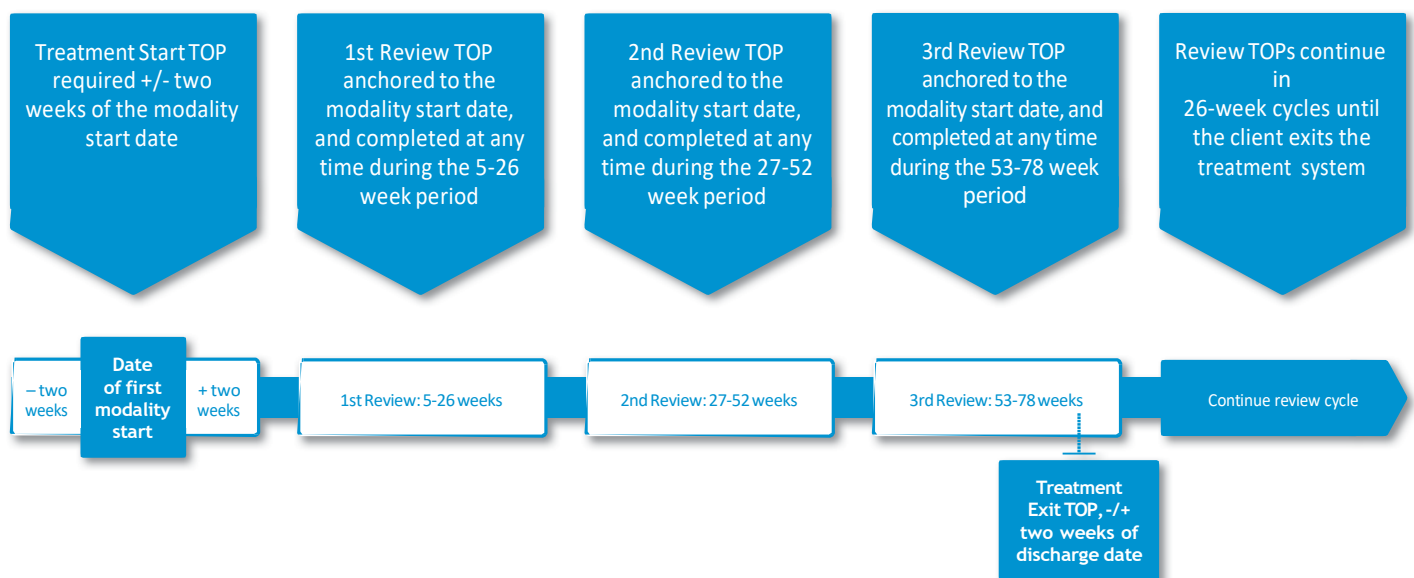 Treatment Start TOP
required +/- two
weeks of the modality
start date
1st Review TOP
anchored to the
modality start date,
and completed at any
time during the 5-26
week period
2nd Review TOP
anchored to the
modality start date,
and completed at any
time during the 27-52
week period
3rd Review TOP
anchored to the
modality start date, and
completed at any time
during the 53-78 week
period
Review TOPs continue
in
26-week cycles until
the client exits the
treatment system
– two
weeks
Date
of first
modality
start
+ two
weeks
1st Review: 5-26 weeks
2nd Review: 27-52 weeks
3rd Review: 53-78 weeks
Continue review cycle
Treatment
Exit TOP, -/+
two weeks of
discharge date